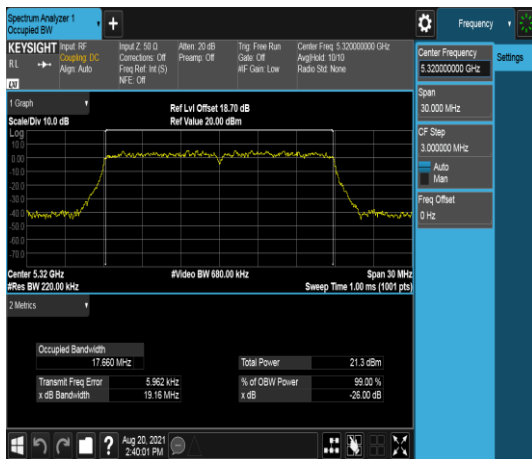 Spectrum Analyzer 1
Occupied BW
Frequency
KEYSIGHT
Input: RF
Input Z: 50 Ω
Atten: 20 dB
Trig: Free Run
Center Freq: 5.320000000 GHz
RL
Coupling: DC
Corrections: Off
Preamp: Off
Gate: Off
Avg|Hold: 10/10
Align: Auto
Freq Ref: Int (S)
#IF Gain: Low
Radio Std: None
NFE: Off
LXI
1 Graph
Scale/Div 10.0 dB
Ref Lvl Offset 18.70 dB
Ref Value 20.00 dBm
Log
10.0
0.00
-10.0
-20.0
-30.0
-40.0
-50.0
-60.0
-70.0
Center 5.32 GHz
#Video BW 680.00 kHz
Span 30 MHz
#Res BW 220.00 kHz
Sweep Time 1.00 ms (1001 pts)
2 Metrics
Occupied Bandwidth
17.660 MHz
Total Power
21.3 dBm
Transmit Freq Error
5.962 kHz
% of OBW Power
99.00 %
x dB Bandwidth
19.16 MHz
x dB
-26.00 dB
Aug 20, 2021
2:40:01 PM
Center Frequency
5.320000000 GHz
Settings
Span
30.000 MHz
CF Step
3.000000 MHz
Auto
Man
Freq Offset
0 Hz